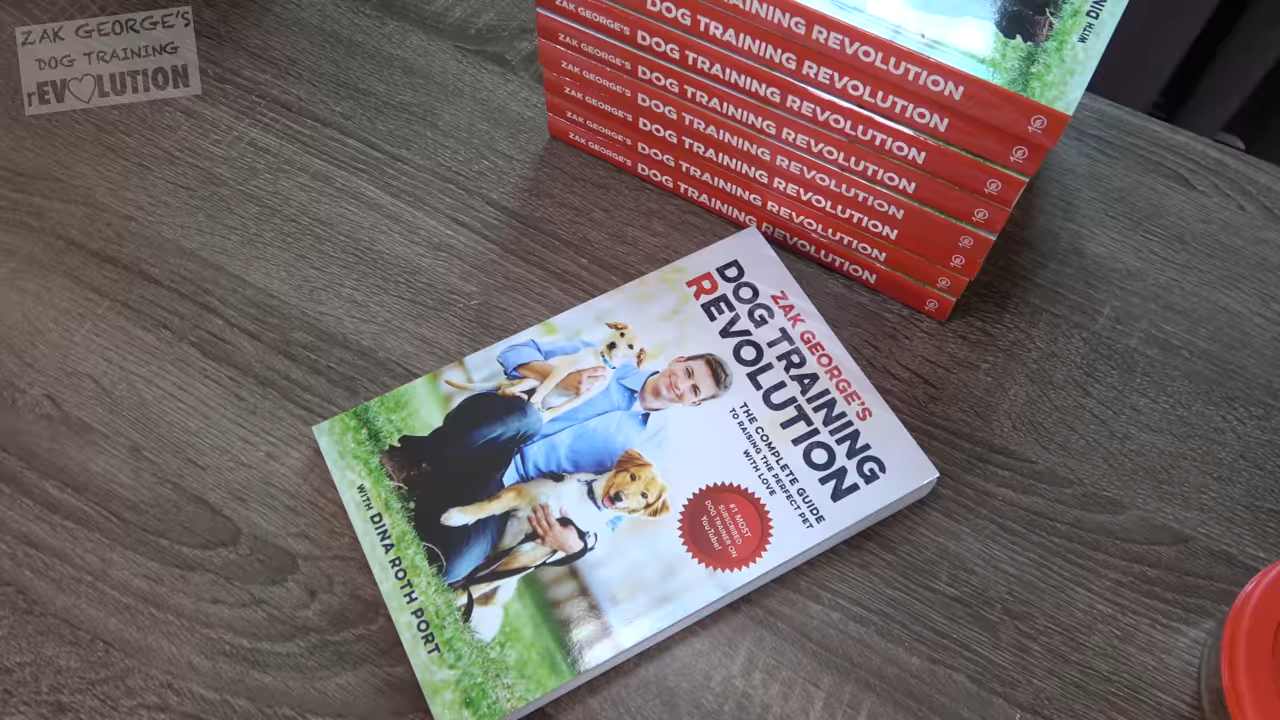 ZAK GEORGE'S
DOG TRAINING
rEVOLUTION
TRAINING REVOLUTION
DOG TRAINING REVOLUTION
ZAK GEORGE'S DOG TRAINING REVOLUTION
ZAK GEORGE'S DOG TRAINING REVOLUTION
ZAK GEORGE'S DOG TRAINING REVOLUTION
ZAK GEORGE'S DOG TRAINING REVOLUTION
ZAK GEORGE'S DOG TRAINING REVOLUTION
ZAK GEORGE'S DOG TRAINING REVOLUTION
WITH DINA
ZAK GEORGE'S
DOG TRAINING
REVOLUTION
THE COMPLETE GUIDE
TO RAISING THE PERFECT PET
WITH LOVE
#1 MOST
SUBSCRIBED
DOG TRAINER ON
YouTube!
WITH DINA ROTH PORT